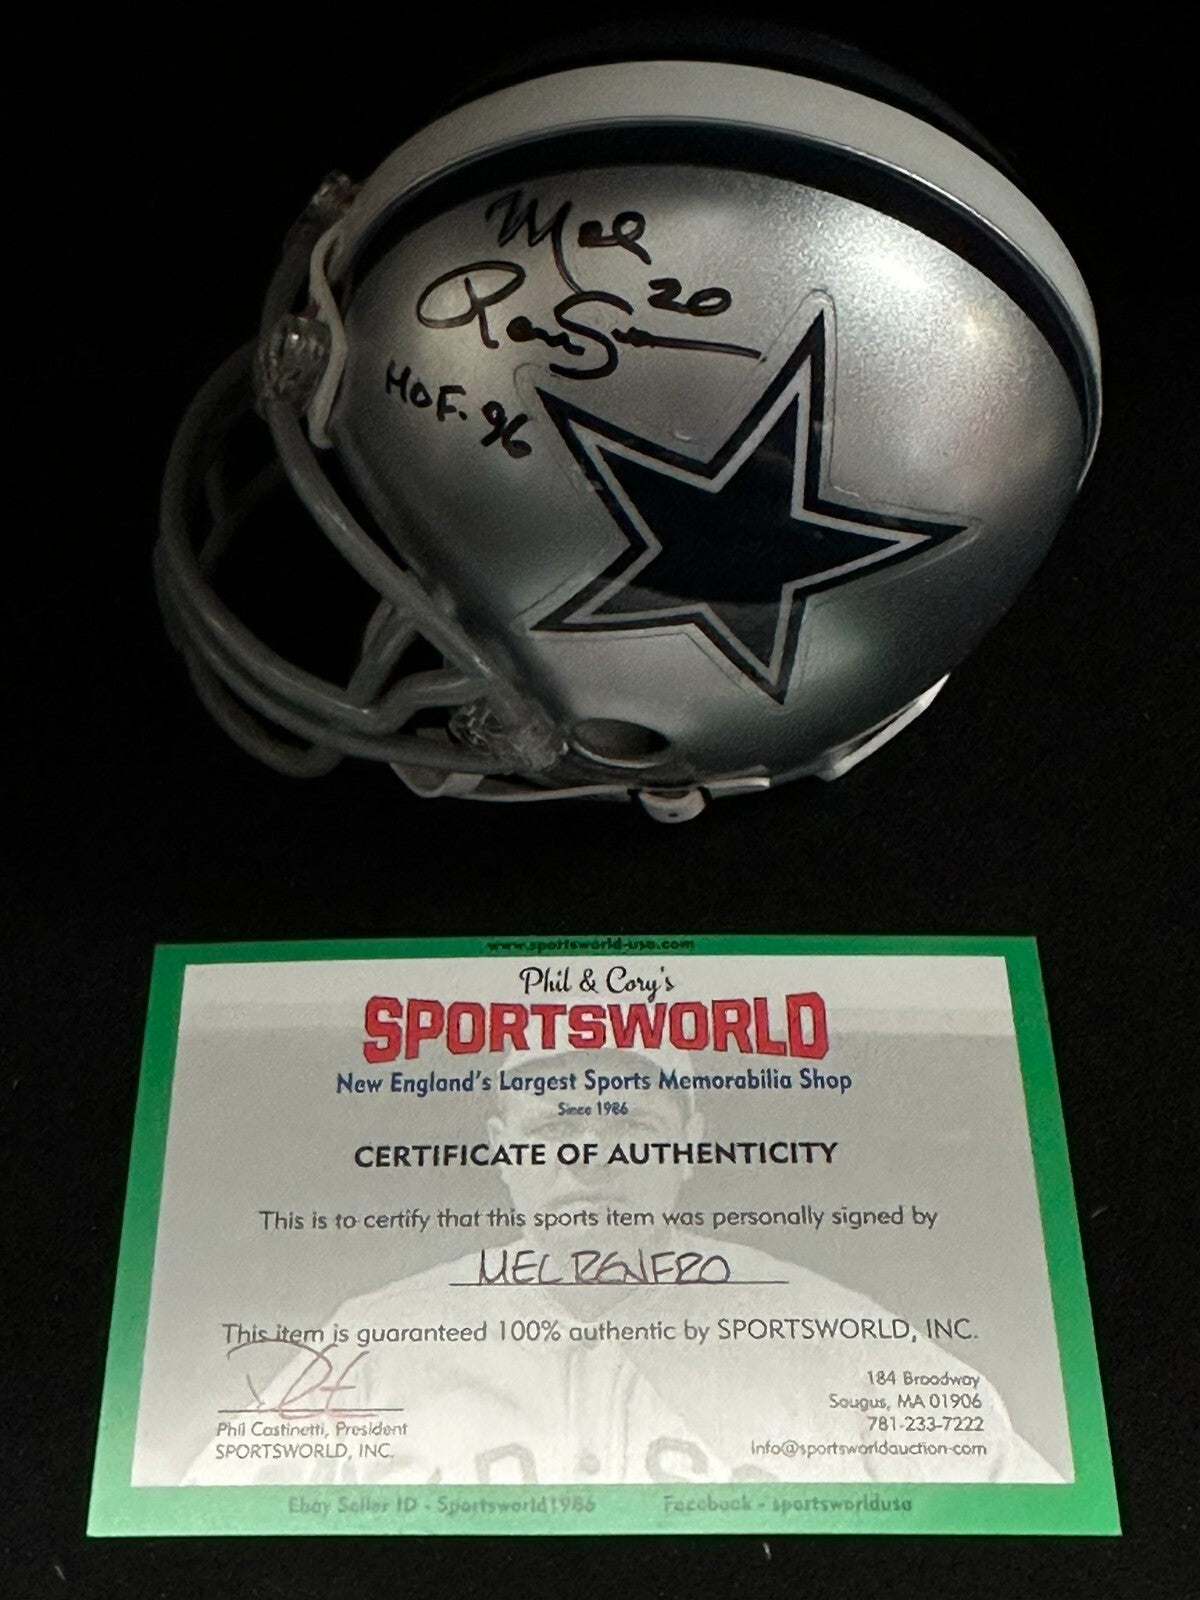 Mel
Renfro 20
HOF. 96
www.sportsworld-usa.com
Phil & Cory's
SPORTSWORLD
New England's Largest Sports Memorabilia Shop
Since 1986
CERTIFICATE OF AUTHENTICITY
This is to certify that this sports item was personally signed by
MEL RENFRO
This item is guaranteed 100% authentic by SPORTSWORLD, INC.
Phil Castinetti, President
SPORTSWORLD, INC.
184 Broadway
Saugus, MA 01906
781-233-7222
Info@sportsworldauction.com
Ebay Seller ID - Sportsworld1986
Facebook - sportsworldusa